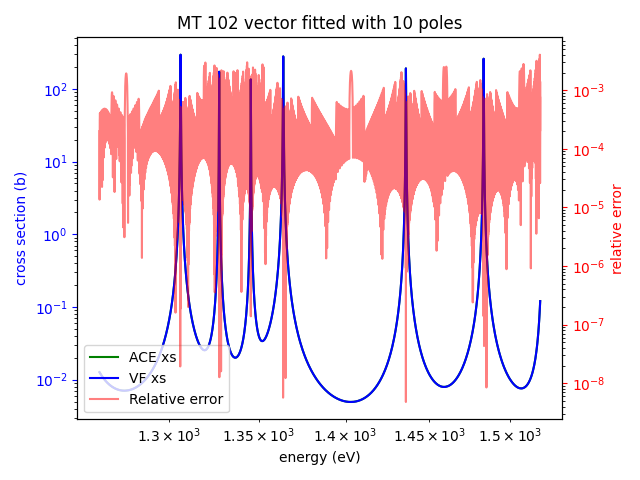 MT 102 vector fitted with 10 poles
cross section (b)
10²
10¹
10⁰
10⁻¹
10⁻²
10⁻³
10⁻⁴
10⁻⁵
10⁻⁶
10⁻⁷
10⁻⁸
relative error
ACE xs
VF xs
Relative error
1.3 × 10³ 1.35 × 10³ 1.4 × 10³ 1.45 × 10³ 1.5 × 10³
energy (eV)